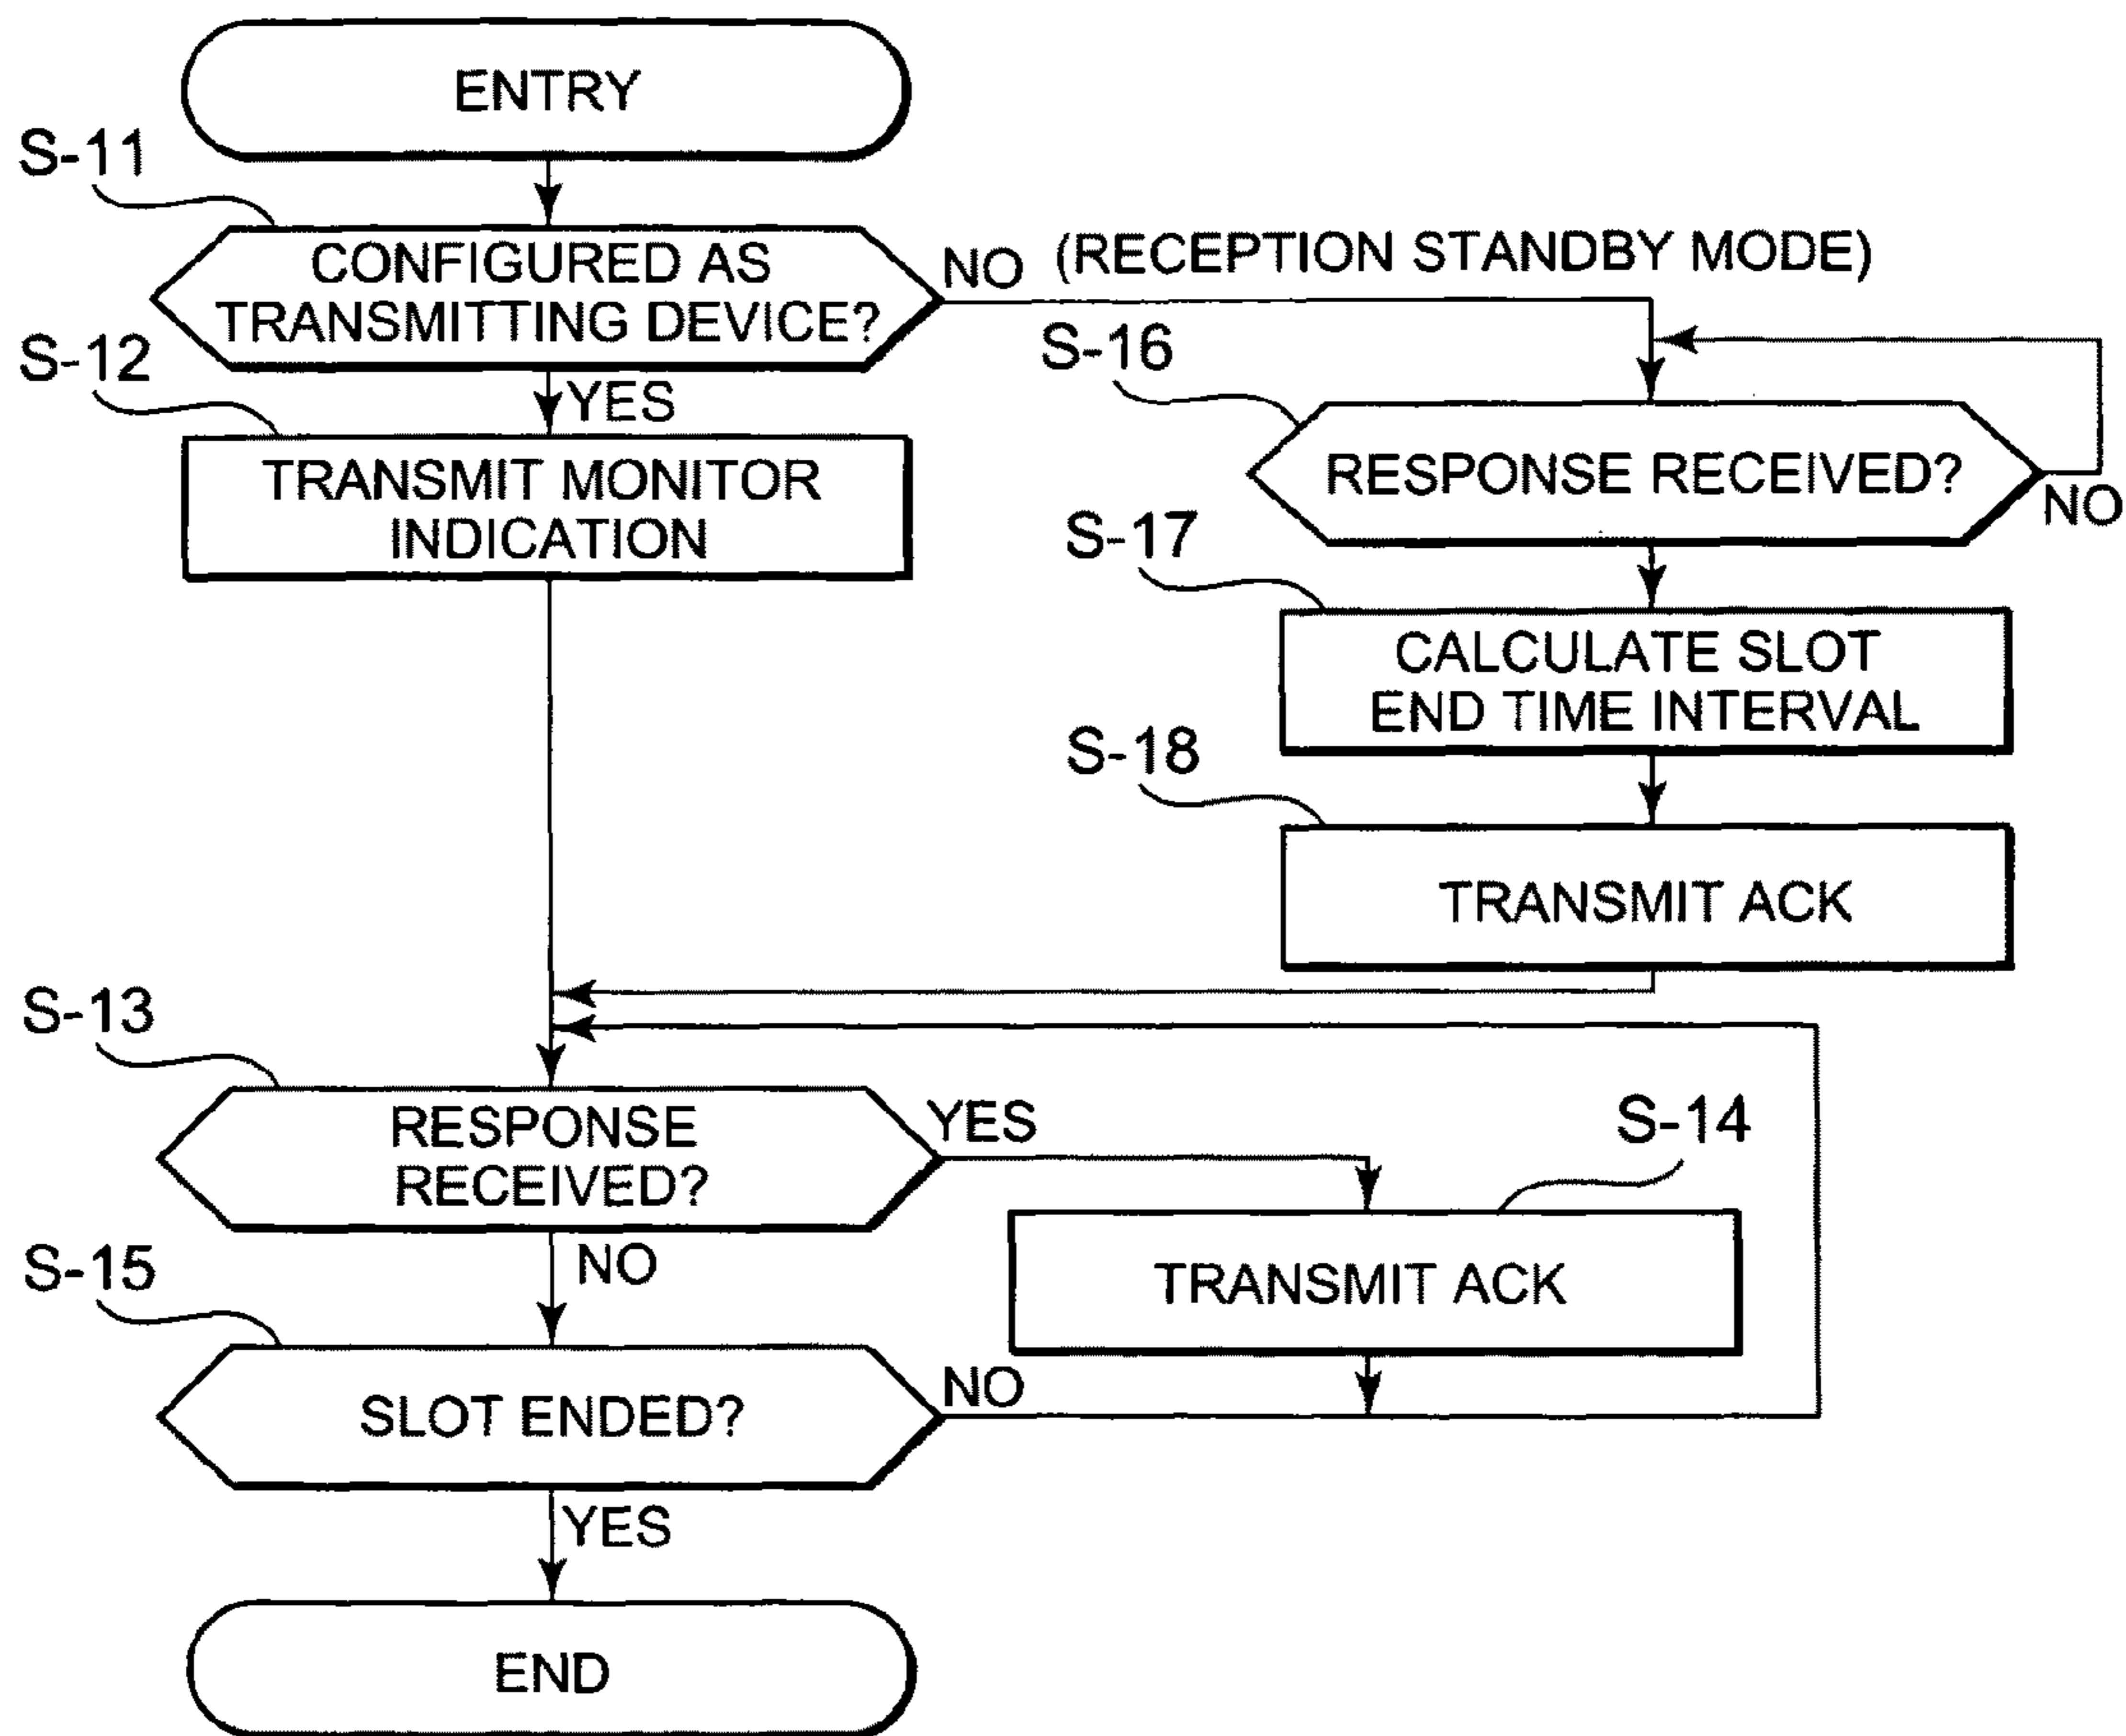 ENTRY
S-11
CONFIGURED AS
TRANSMITTING DEVICE?
NO (RECEPTION STANDBY MODE)
S-12
YES
TRANSMIT MONITOR
INDICATION
S-16
RESPONSE RECEIVED?
NO
S-17
CALCULATE SLOT
END TIME INTERVAL
S-18
TRANSMIT ACK
S-13
RESPONSE
RECEIVED?
YES
S-14
TRANSMIT ACK
NO
S-15
SLOT ENDED?
NO
YES
END